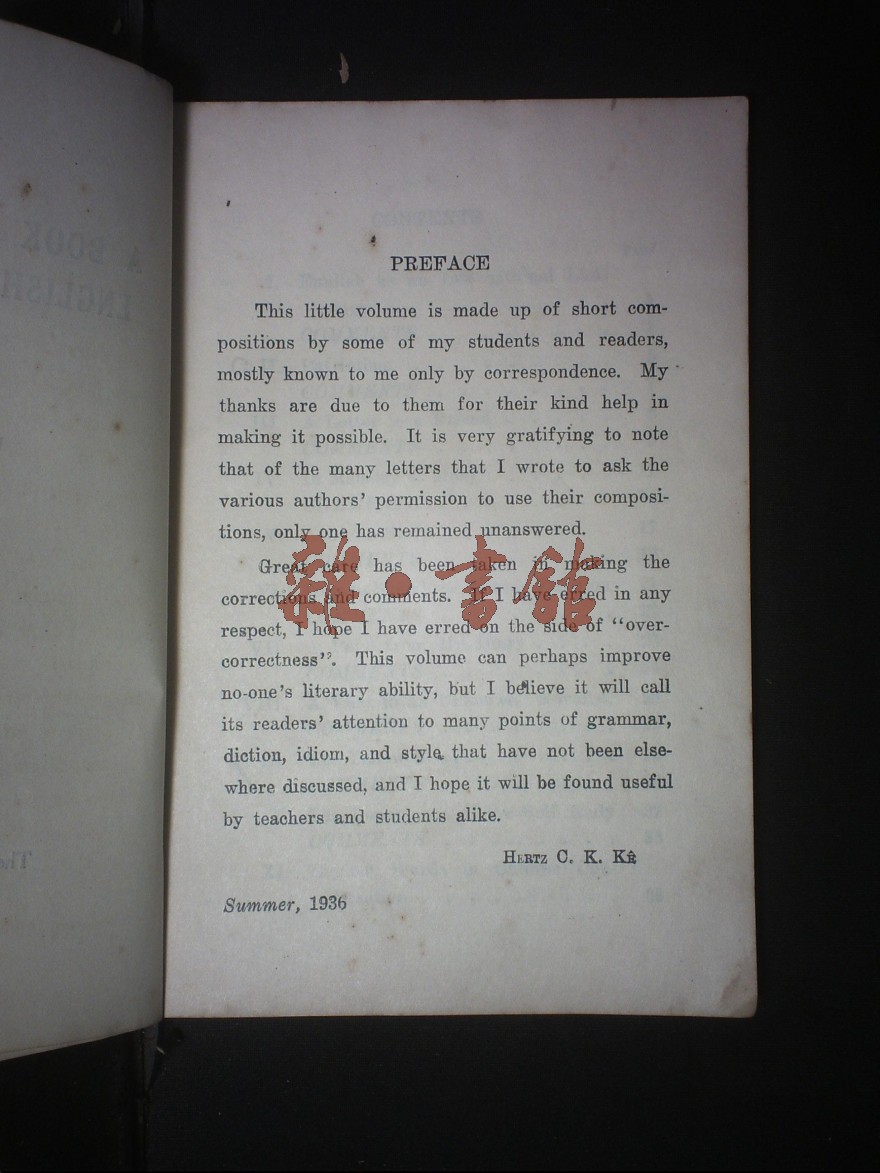 A BOOK
ENGLISH
PREFACE
This little volume is made up of short com-
positions by some of my students and readers,
mostly known to me only by correspondence. My
thanks are due to them for their kind help in
making it possible. It is very gratifying to note
that of the many letters that I wrote to ask the
various authors' permission to use their composi-
tions, only one has remained unanswered.
Great care has been taken in making the
corrections and comments. If I have erred in any
respect, I hope I have erred on the side of "over-
correctness". This volume can perhaps improve
no-one's literary ability, but I believe it will call
its readers' attention to many points of grammar,
diction, idiom, and style, that have not been else-
where discussed, and I hope it will be found useful
by teachers and students alike.
HERTZ C. K. KÊ
Summer, 1936
雜·書館